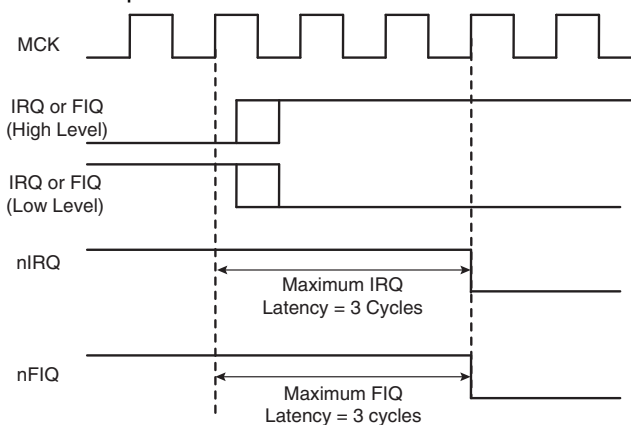 MCK
IRQ or FIQ
(High Level)
IRQ or FIQ
(Low Level)
nIRQ
Maximum IRQ
Latency = 3 Cycles
nFIQ
Maximum FIQ
Latency = 3 cycles